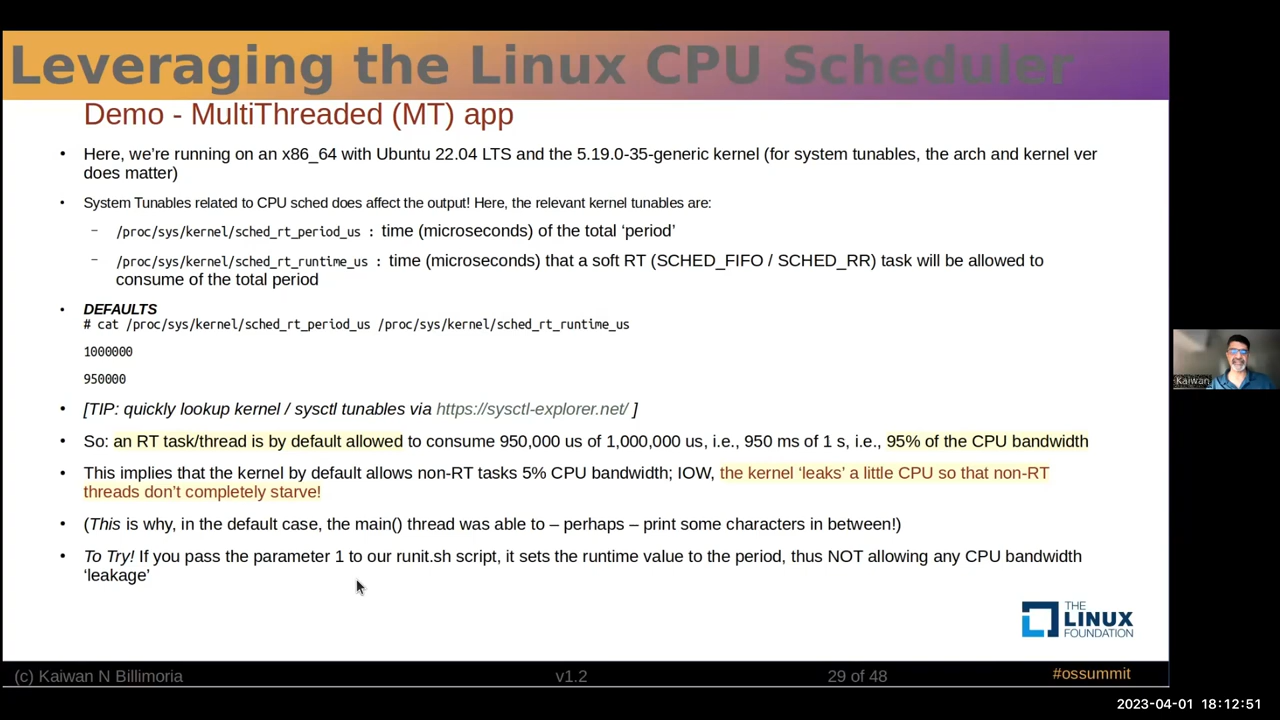 Leveraging the Linux CPU Scheduler
Demo - MultiThreaded (MT) app
• Here, we’re running on an x86_64 with Ubuntu 22.04 LTS and the 5.19.0-35-generic kernel (for system tunables, the arch and kernel ver
does matter)
• System Tunables related to CPU sched does affect the output! Here, the relevant kernel tunables are:
– /proc/sys/kernel/sched_rt_period_us : time (microseconds) of the total ‘period’
– /proc/sys/kernel/sched_rt_runtime_us : time (microseconds) that a soft RT (SCHED_FIFO / SCHED_RR) task will be allowed to
consume of the total period
• DEFAULTS
# cat /proc/sys/kernel/sched_rt_period_us /proc/sys/kernel/sched_rt_runtime_us
1000000
950000
• [TIP: quickly lookup kernel / sysctl tunables via https://sysctl-explorer.net/ ]
• So: an RT task/thread is by default allowed to consume 950,000 us of 1,000,000 us, i.e., 950 ms of 1 s, i.e., 95% of the CPU bandwidth
• This implies that the kernel by default allows non-RT tasks 5% CPU bandwidth; IOW, the kernel ‘leaks’ a little CPU so that non-RT
threads don’t completely starve!
• (This is why, in the default case, the main() thread was able to – perhaps – print some characters in between!)
• To Try! If you pass the parameter 1 to our runit.sh script, it sets the runtime value to the period, thus NOT allowing any CPU bandwidth
‘leakage’
THE
LINUX
FOUNDATION
Kaiwan
(c) Kaiwan N Billimoria
v1.2
29 of 48
#ossummit
2023-04-01 18:12:51